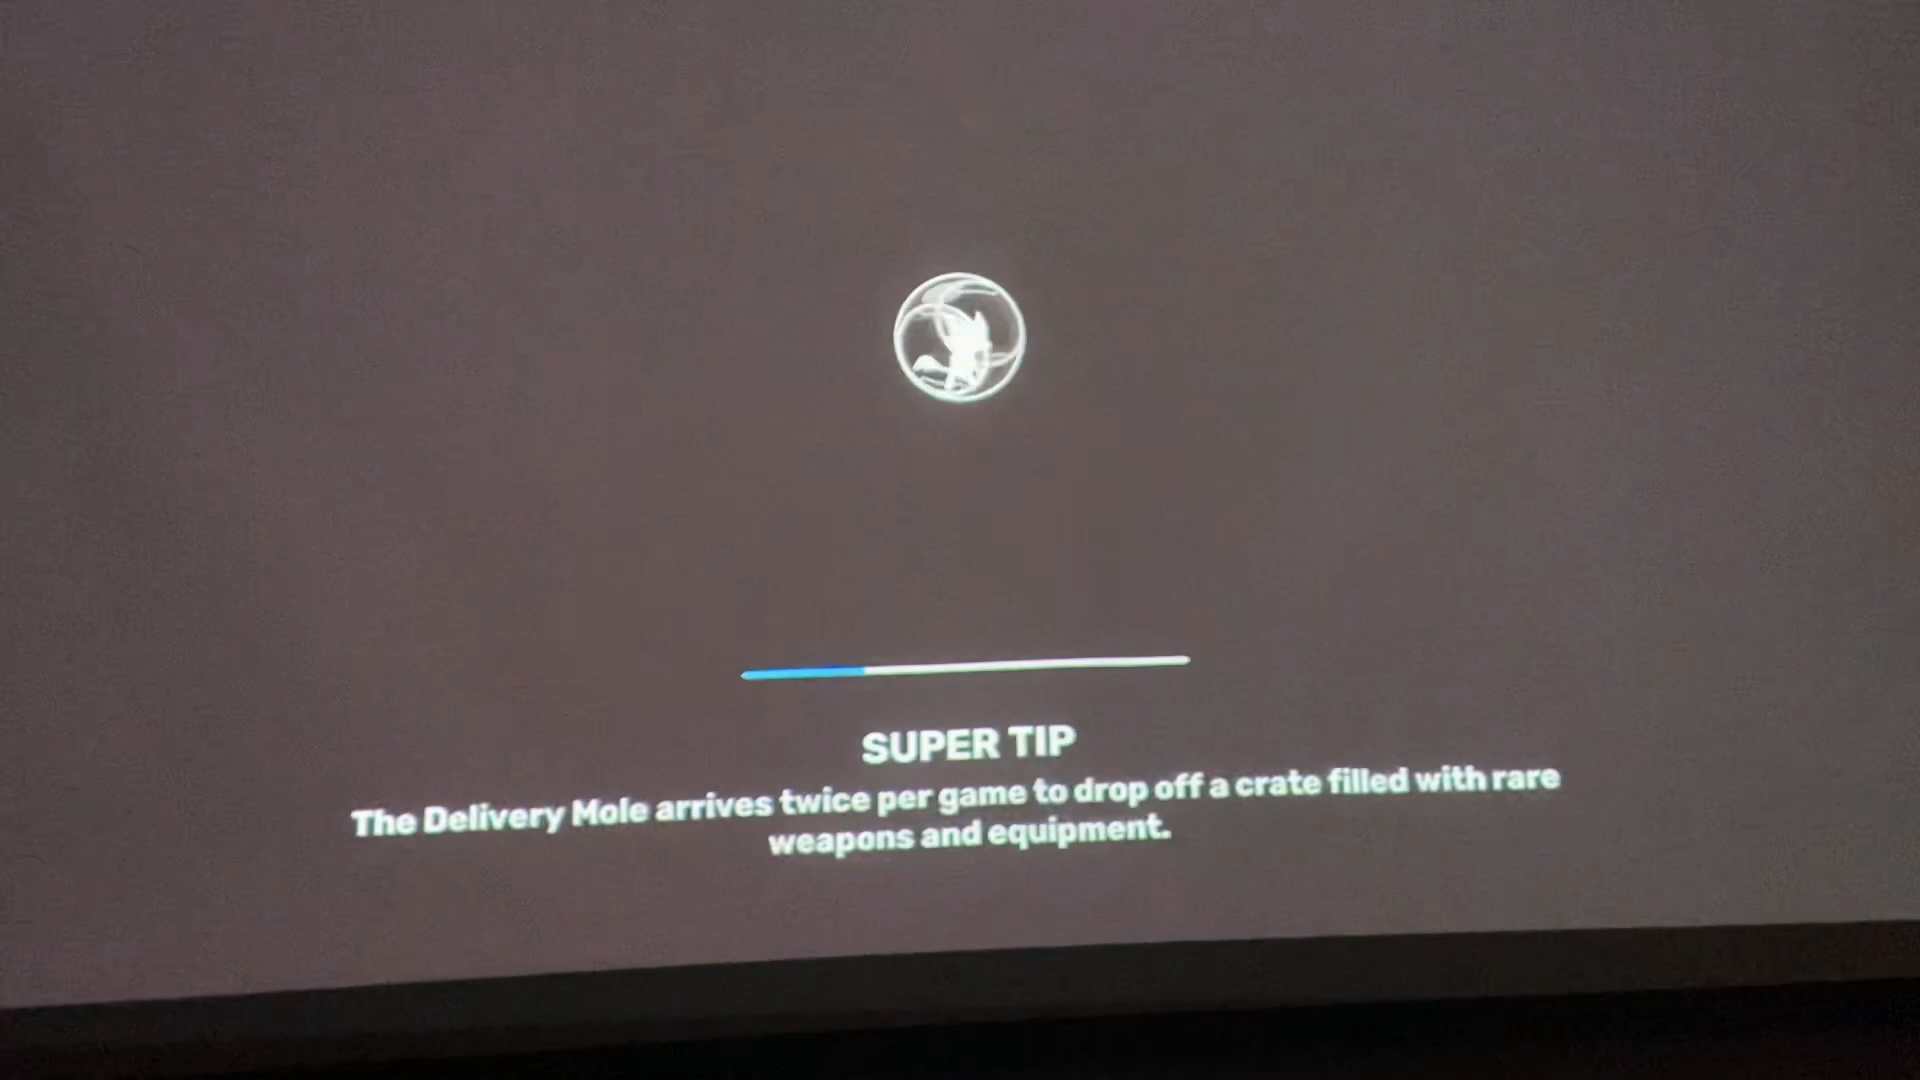 SUPER TIP
The Delivery Mole arrives twice per game to drop off a crate filled with rare
weapons and equipment.